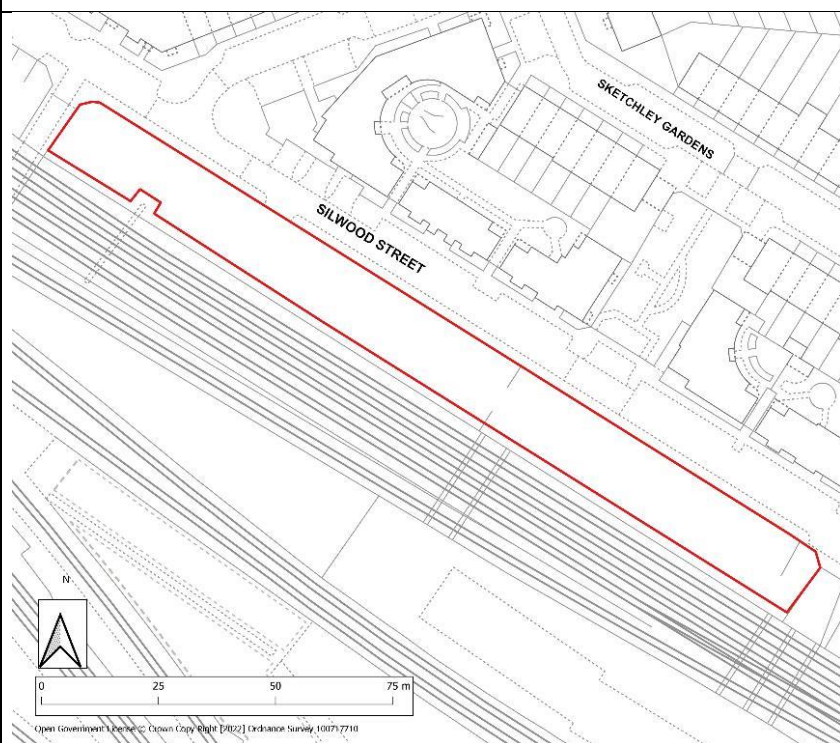 SKETCHLEY GARDENS
SILWOOD STREET
N
0 25 50 75 m
Open Government License © Crown Copy Right [2022] Ordnance Survey 100717710